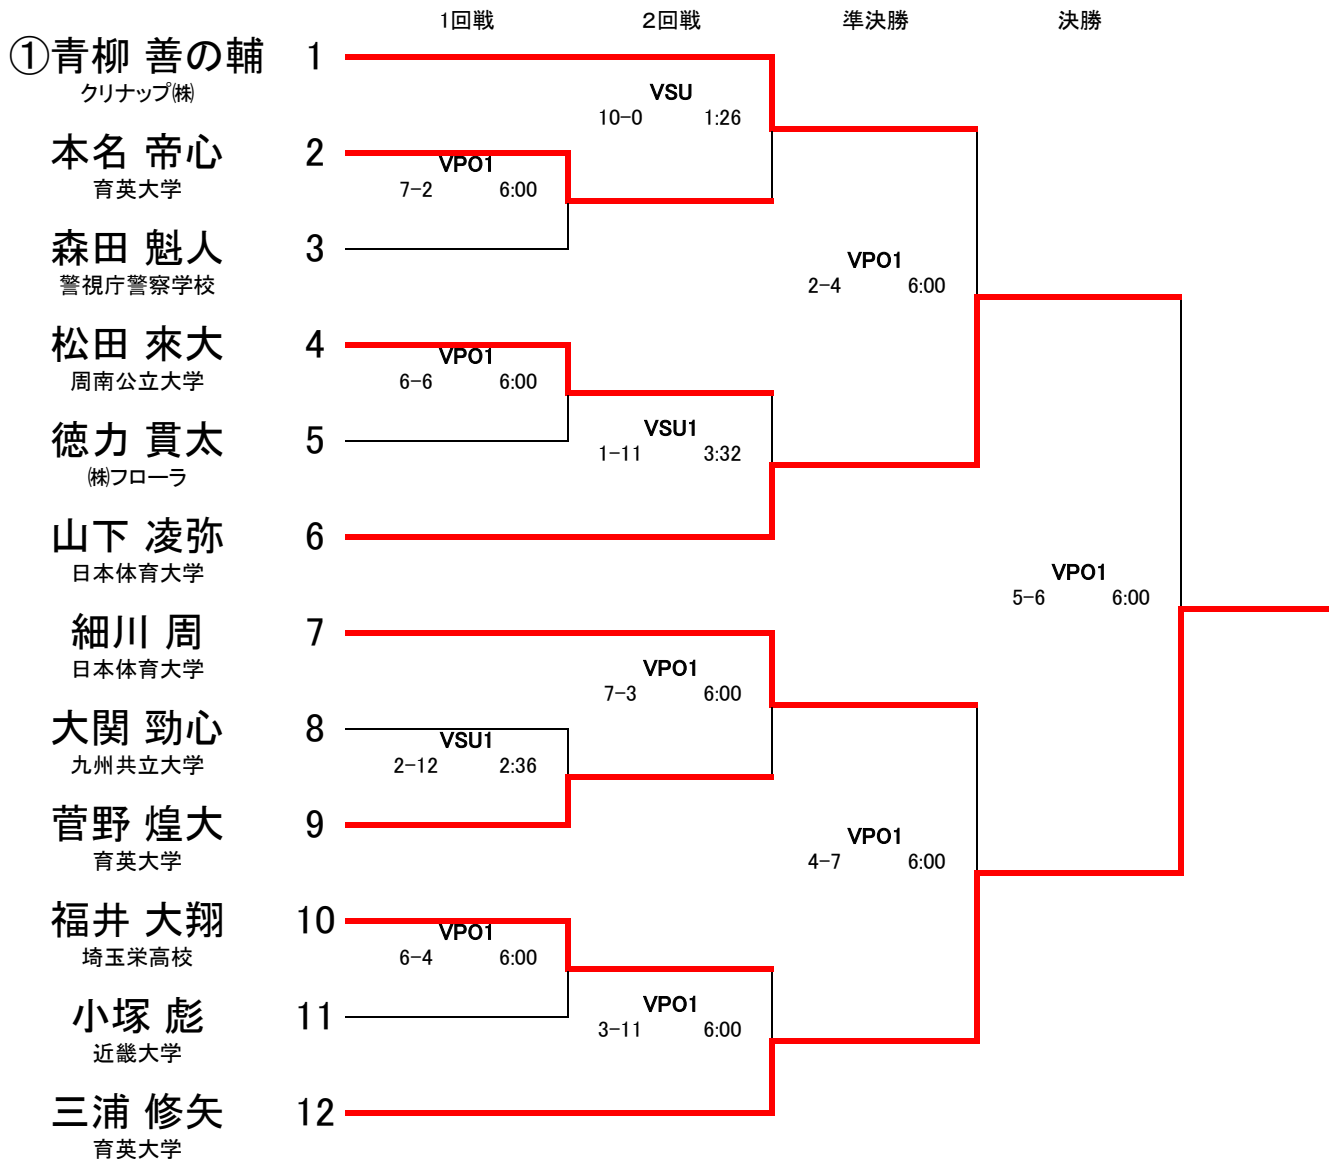 1回戦 2回戦 準決勝 決勝
①青柳 善の輔 1
クリナップ㈱
VSU
10-0 1:26
本名 帝心 2
育英大学
VPO1
7-2 6:00
森田 魁人 3
警視庁警察学校
VPO1
2-4 6:00
松田 來大 4
周南公立大学
VPO1
6-6 6:00
徳力 貫太 5
㈱フローラ
VSU1
1-11 3:32
山下 凌弥 6
日本体育大学
VPO1
5-6 6:00
細川 周 7
日本体育大学
VPO1
7-3 6:00
大関 勁心 8
九州共立大学
VSU1
2-12 2:36
菅野 煌大 9
育英大学
VPO1
4-7 6:00
福井 大翔 10
埼玉栄高校
VPO1
6-4 6:00
小塚 彪 11
近畿大学
VPO1
3-11 6:00
三浦 修矢 12
育英大学